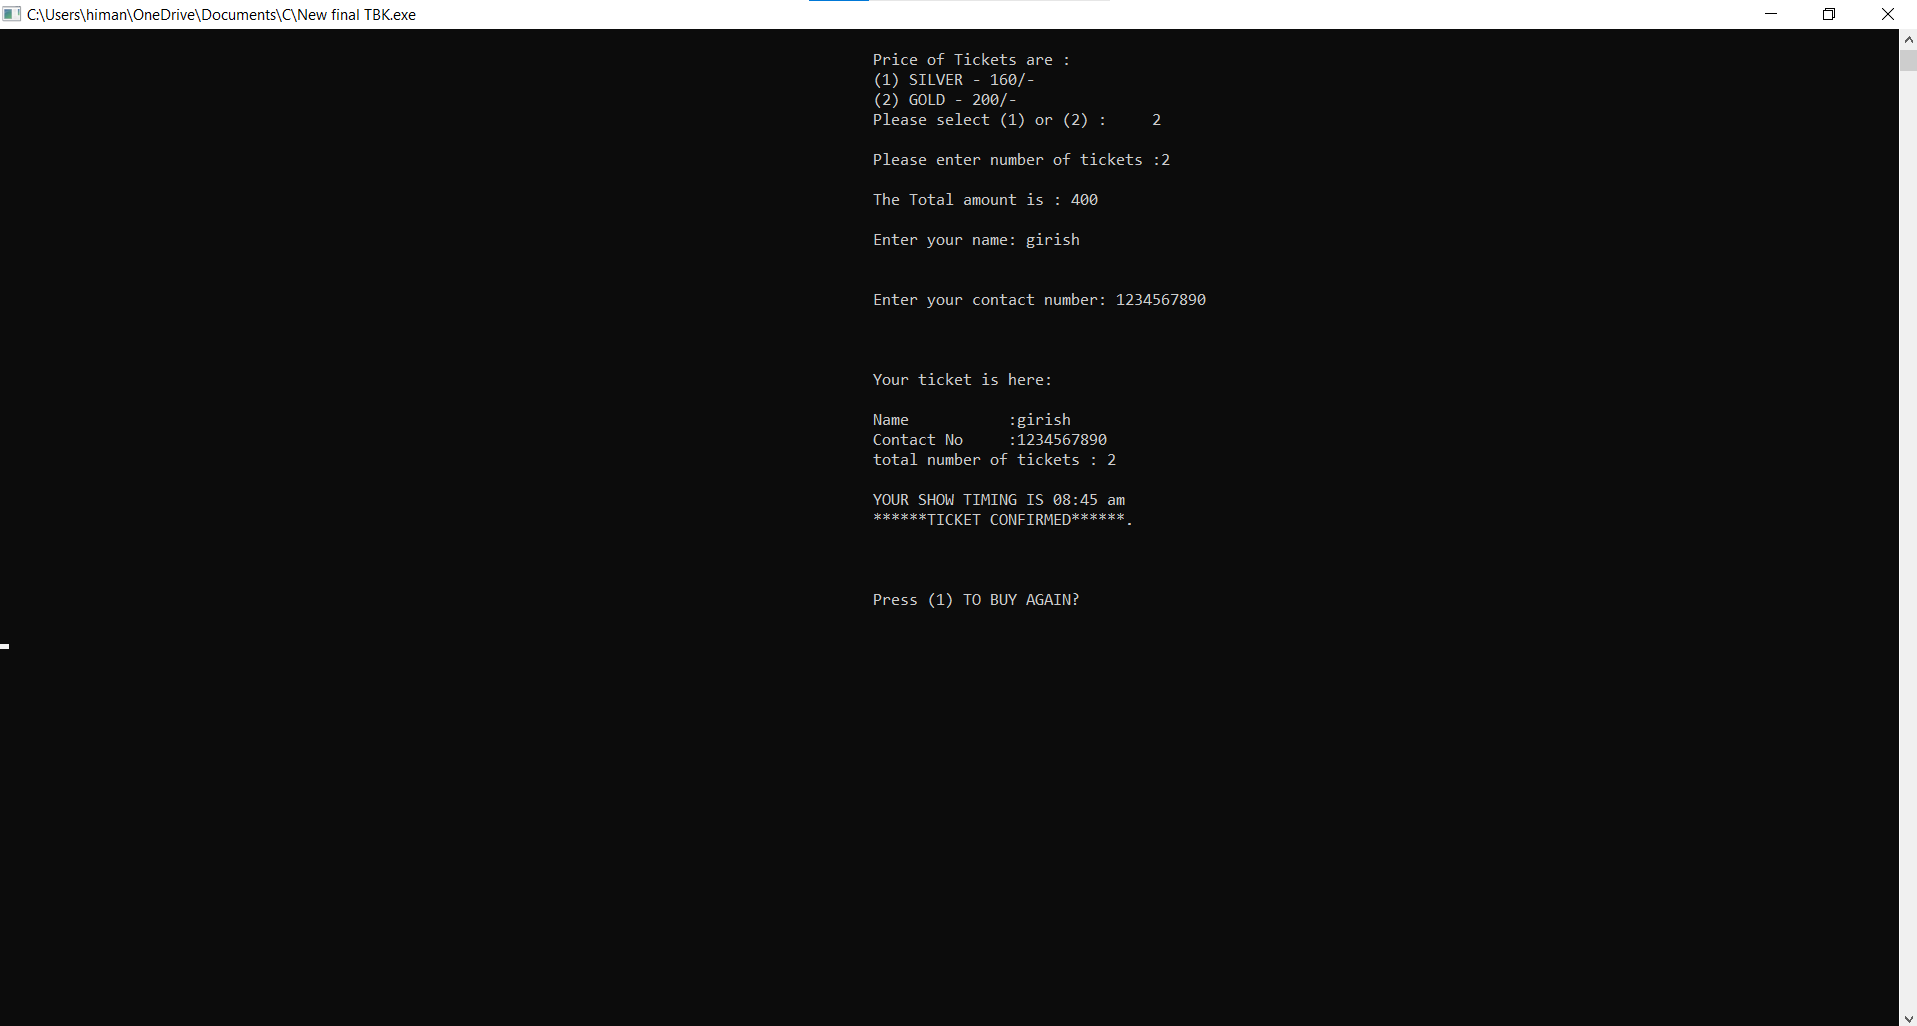 C:\Users\himan\OneDrive\Documents\C\New final TBK.exe
Price of Tickets are :
(1) SILVER - 160/-
(2) GOLD - 200/-
Please select (1) or (2) :     2
Please enter number of tickets :2
The Total amount is : 400
Enter your name: girish
Enter your contact number: 1234567890
Your ticket is here:
Name           :girish
Contact No     :1234567890
total number of tickets : 2
YOUR SHOW TIMING IS 08:45 am
******TICKET CONFIRMED******.
Press (1) TO BUY AGAIN?